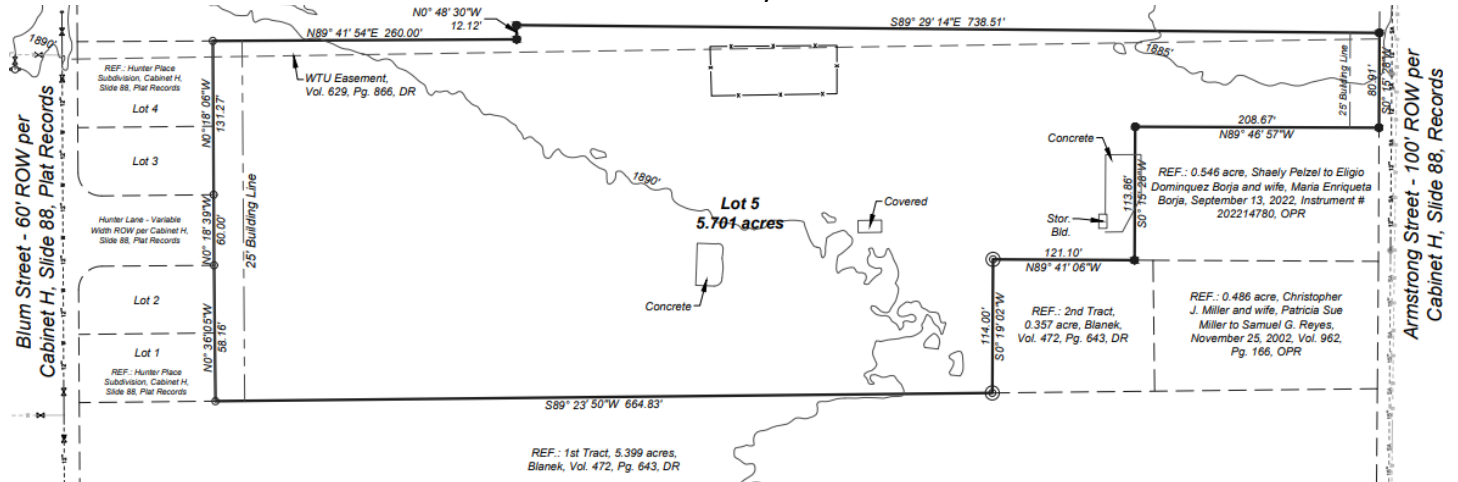 N0° 48' 30"W
12.12'
S89° 29' 14"E 738.51'
N89° 41' 54"E 260.00'
1890'
1885'
REF.: Hunter Place
Subdivision, Cabinet H,
Slide 88, Plat Records
Lot 4
WTU Easement,
Vol. 629, Pg. 866, DR
N0° 18' 06"W
131.27'
25' Building Line
80.91'
S0° 15' 28"W
Armstrong Street - 100' ROW per
Cabinet H, Slide 88, Records
Blum Street - 60' ROW per
Cabinet H, Slide 88, Plat Records
208.67'
N89° 46' 57"W
Concrete
Lot 3
1890'
113.86'
S0° 15' 28"W
REF.: 0.546 acre, Shaely Pelzel to Eligio
Dominquez Borja and wife, Maria Enriqueta
Borja, September 13, 2022, Instrument #
202214780, OPR
Lot 5
5.701 acres
Covered
Stor.
Bld.
Hunter Lane - Variable
Width ROW per Cabinet H,
Slide 88, Plat Records
N0° 18' 39"W
60.00'
25' Building Line
121.10'
N89° 41' 06"W
Lot 2
Concrete
N0° 36' 05"W
58.16'
114.00'
S0° 19' 02"W
REF.: 2nd Tract,
0.357 acre, Blanek,
Vol. 472, Pg. 643, DR
REF.: 0.486 acre, Christopher
J. Miller and wife, Patricia Sue
Miller to Samuel G. Reyes,
November 25, 2002, Vol. 962,
Pg. 166, OPR
Lot 1
REF.: Hunter Place
Subdivision, Cabinet H,
Slide 88, Plat Records
S89° 23' 50"W 664.83'
REF.: 1st Tract, 5.399 acres,
Blanek, Vol. 472, Pg. 643, DR